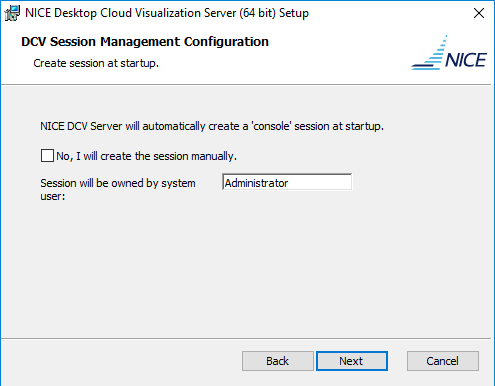 NICE Desktop Cloud Visualization Server (64 bit) Setup
DCV Session Management Configuration
Create session at startup.
NICE
NICE DCV Server will automatically create a 'console' session at startup.
No, I will create the session manually.
Session will be owned by system
user:
Administrator
Back
Next
Cancel